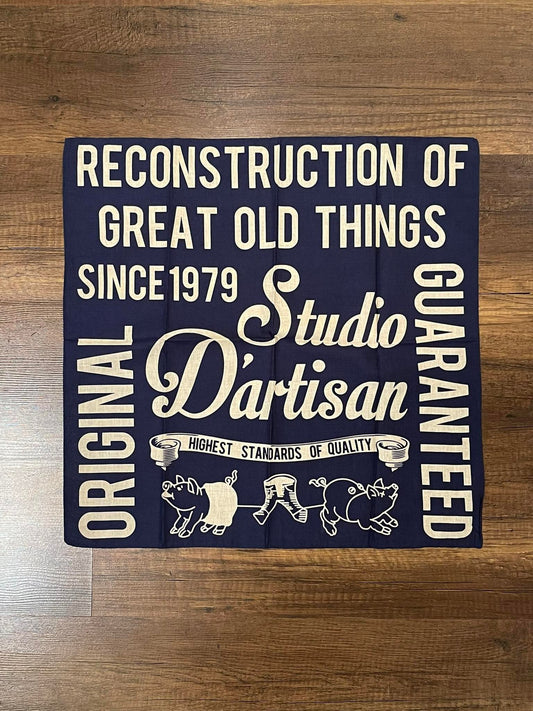 RECONSTRUCTION OF
GREAT OLD THINGS
SINCE 1979
Studio
D'artisan
ORIGINAL
GUARANTEED
HIGHEST STANDARDS OF QUALITY